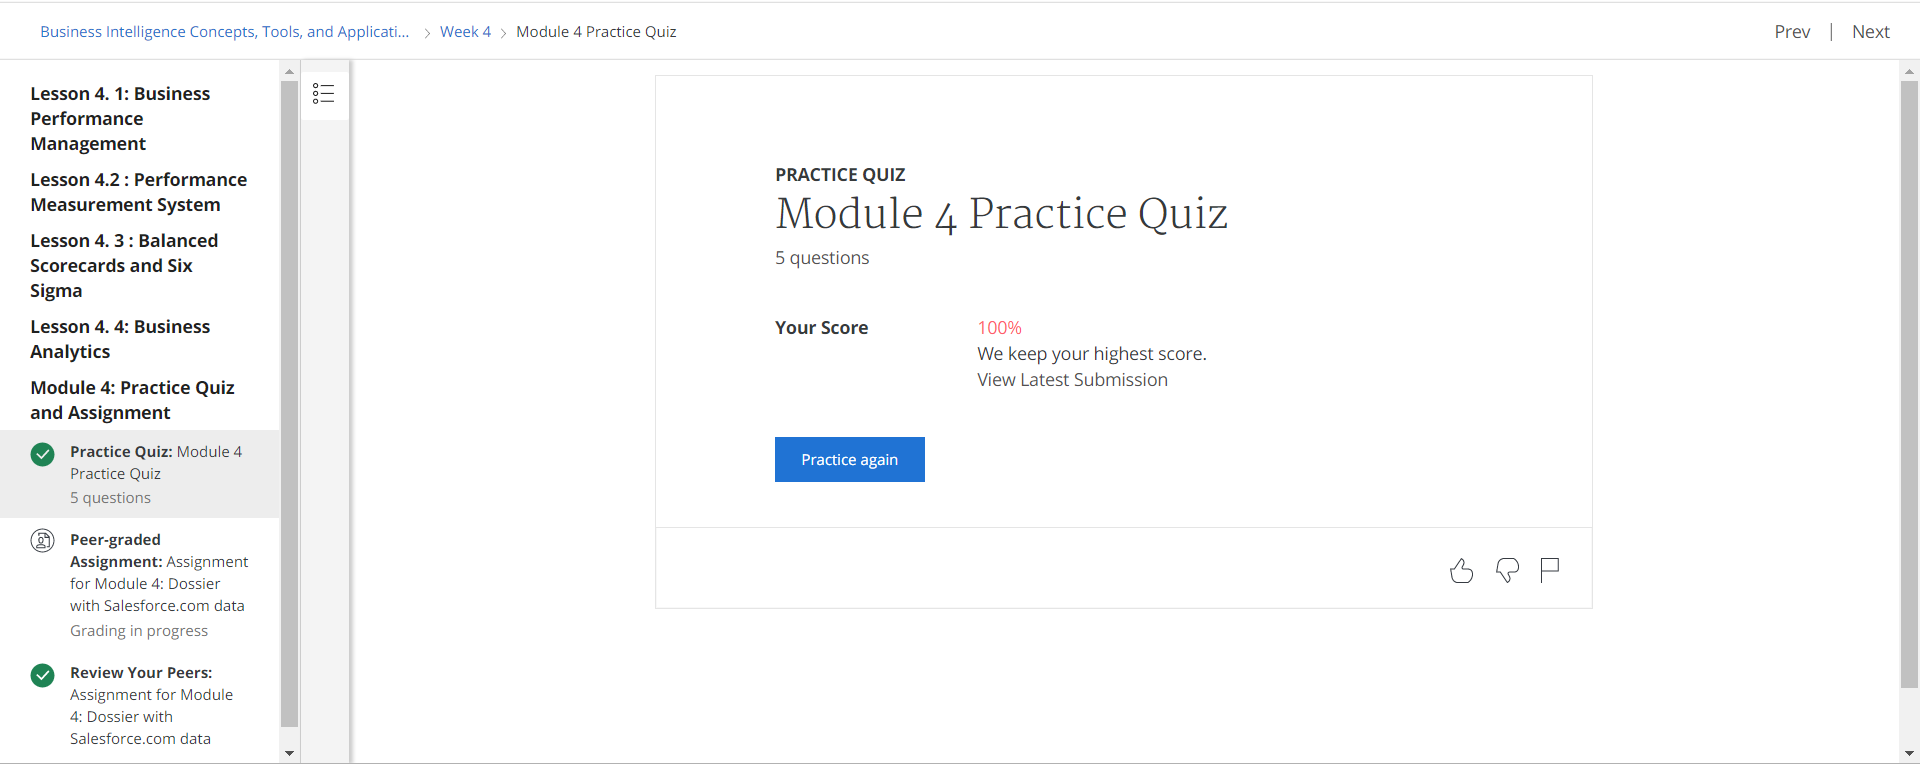 Business Intelligence Concepts, Tools, and Applicati... > Week 4 > Module 4 Practice Quiz
Prev | Next
Lesson 4. 1: Business
Performance
Management
Lesson 4.2 : Performance
Measurement System
Lesson 4. 3 : Balanced
Scorecards and Six
Sigma
Lesson 4. 4: Business
Analytics
Module 4: Practice Quiz
and Assignment
Practice Quiz: Module 4
Practice Quiz
5 questions
Peer-graded
Assignment: Assignment
for Module 4: Dossier
with Salesforce.com data
Grading in progress
Review Your Peers:
Assignment for Module
4: Dossier with
Salesforce.com data
PRACTICE QUIZ
Module 4 Practice Quiz
5 questions
Your Score
100%
We keep your highest score.
View Latest Submission
Practice again